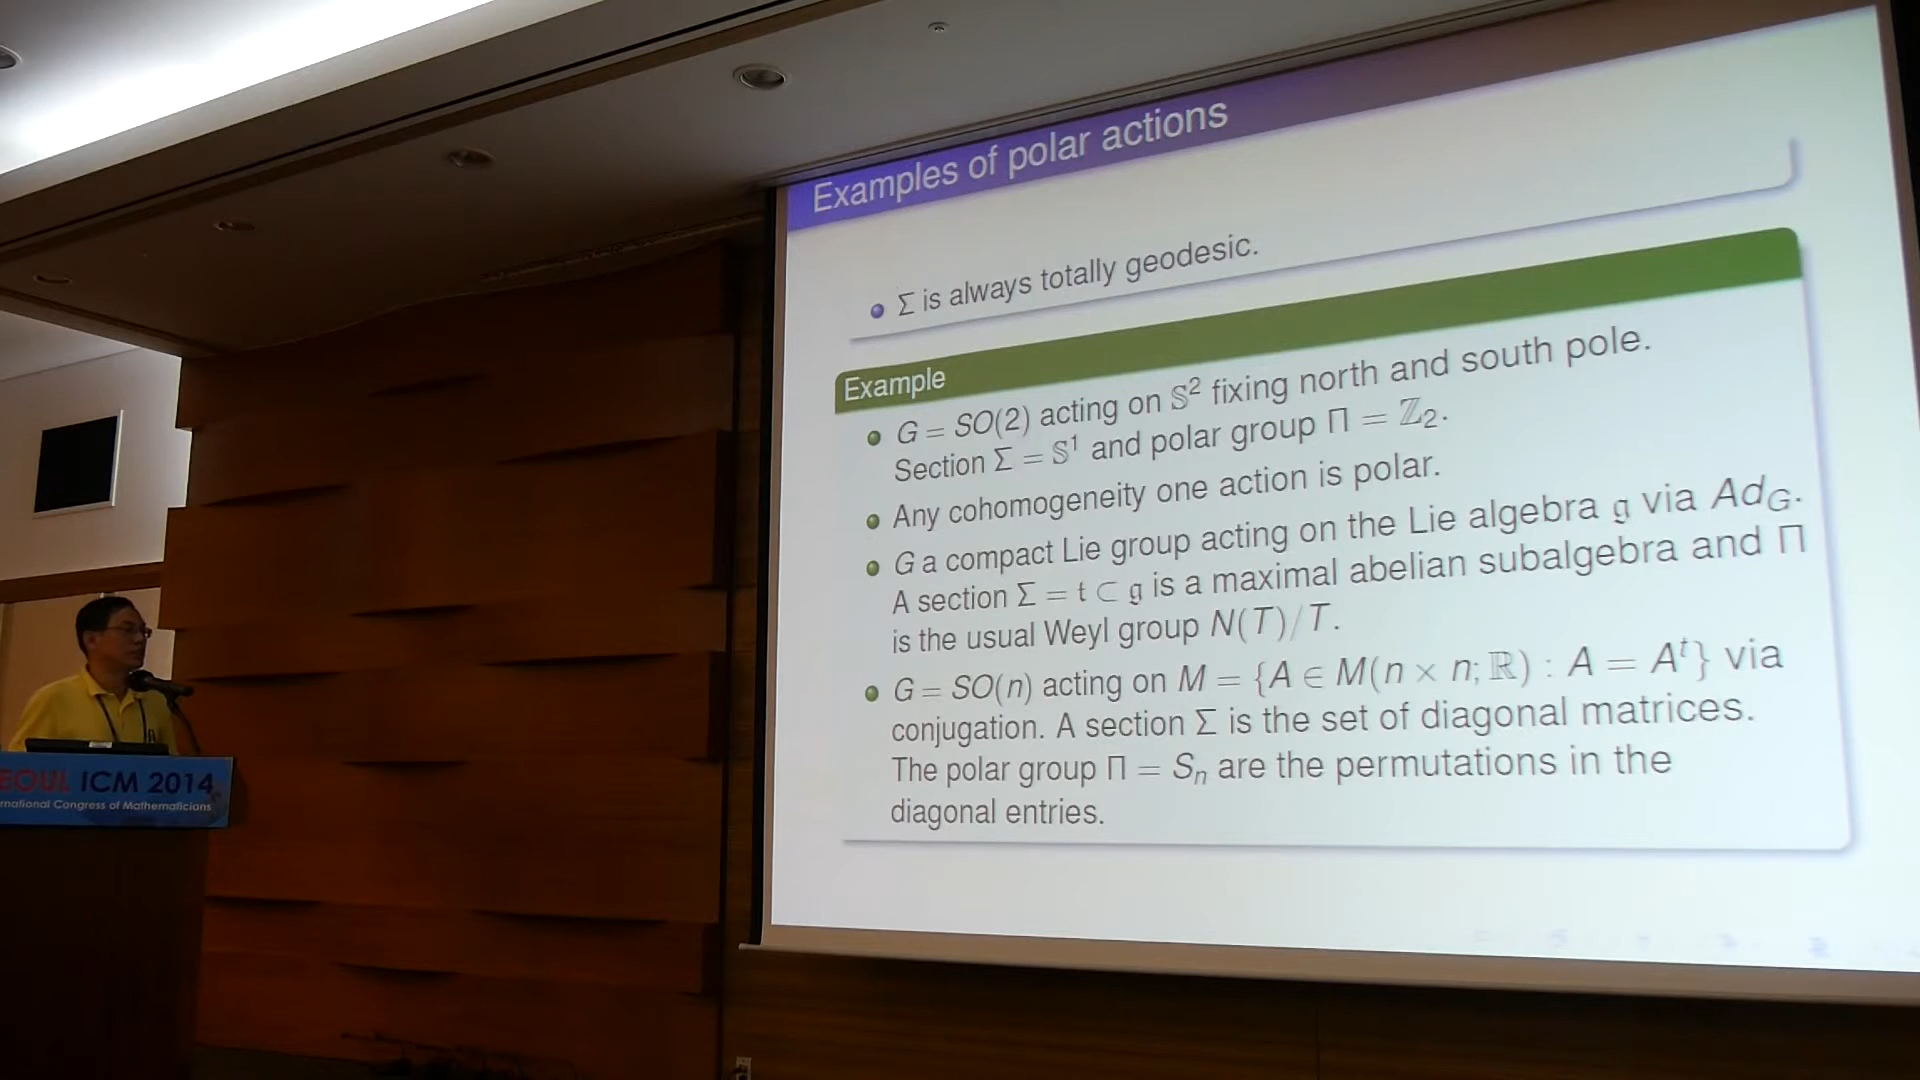 Examples of polar actions
Σ is always totally geodesic.
Example
G = SO(2) acting on 𝕊² fixing north and south pole.
Section Σ = 𝕊¹ and polar group Π = ℤ₂.
Any cohomogeneity one action is polar.
G a compact Lie group acting on the Lie algebra 𝔤 via Ad_G.
A section Σ = 𝔱 ⊂ 𝔤 is a maximal abelian subalgebra and Π
is the usual Weyl group N(T)/T.
G = SO(n) acting on M = {A ∈ M(n × n; ℝ) : A = Aᵗ} via
conjugation. A section Σ is the set of diagonal matrices.
The polar group Π = Sₙ are the permutations in the
diagonal entries.
EOUL ICM 2014
rnational Congress of Mathematicians